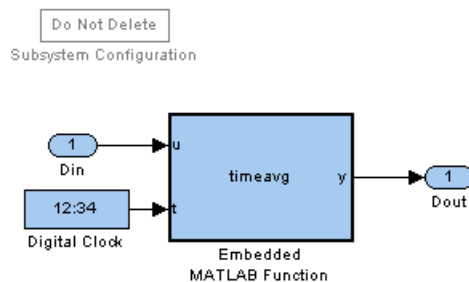 Do Not Delete
Subsystem Configuration
1
Din
u
timeavg
y
1
Dout
12:34
t
Digital Clock
Embedded
MATLAB Function